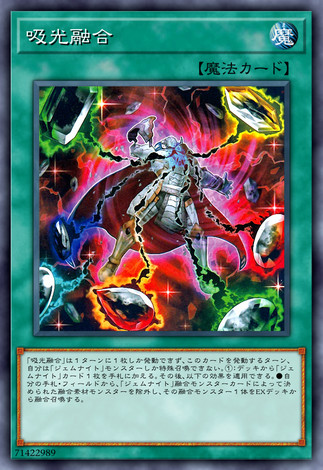 吸光融合
魔
【魔法カード】
「吸光融合」は１ターンに１枚しか発動できず、このカードを発動するターン、
自分は「ジェムナイト」モンスターしか特殊召喚できない。①：デッキから「ジェ
ムナイト」カード１枚を手札に加える。その後、以下の効果を適用できる。●自
分の手札・フィールドから、「ジェムナイト」融合モンスターカードによって決
められた融合素材モンスターを除外し、その融合モンスター１体をEXデッキか
ら融合召喚する。
71422989